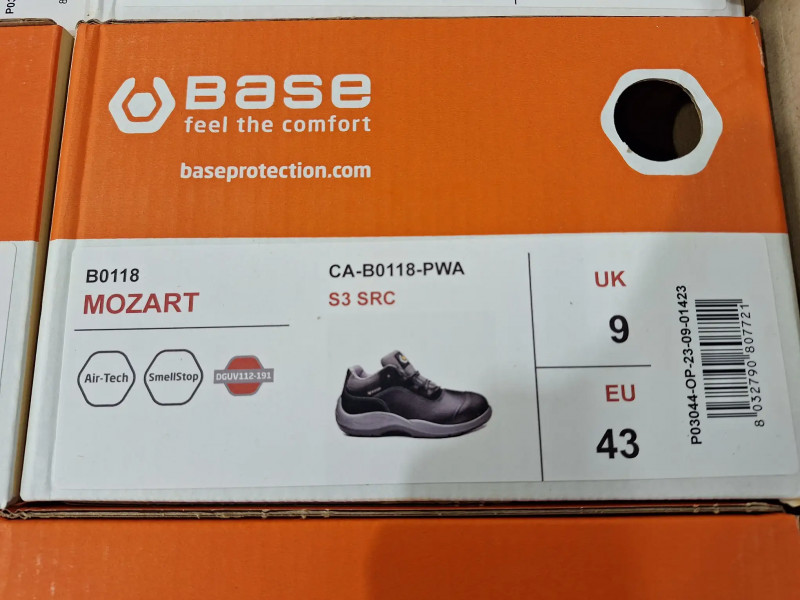 BASE
feel the comfort
baseprotection.com
B0118
MOZART
CA-B0118-PWA
S3 SRC
Air-Tech
SmellStop
DGUV112-191
UK
9
EU
43
P03044-OP-23-09-01423
8 032790 807721